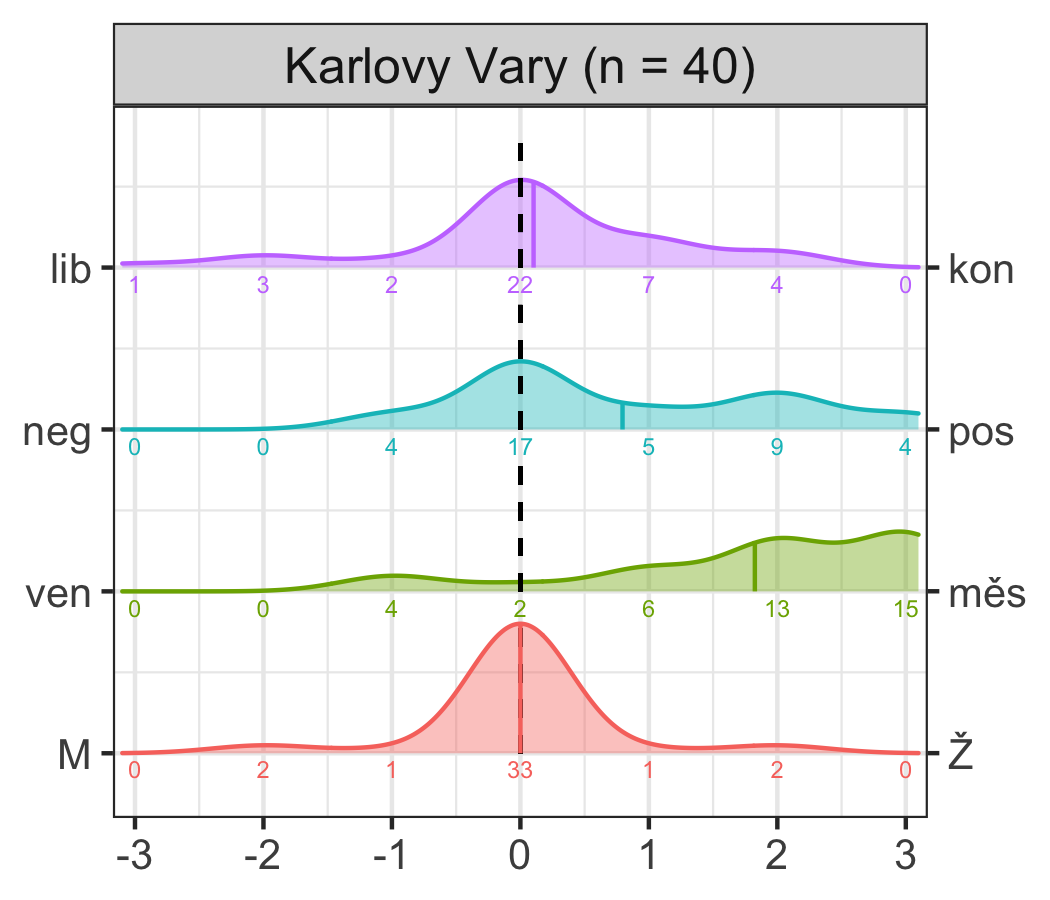 Karlovy Vary (n = 40)
lib kon
1 3 2 22 7 4 0
neg pos
0 0 4 17 5 9 4
ven měs
0 0 4 2 6 13 15
M Ž
0 2 1 33 1 2 0
-3 -2 -1 0 1 2 3